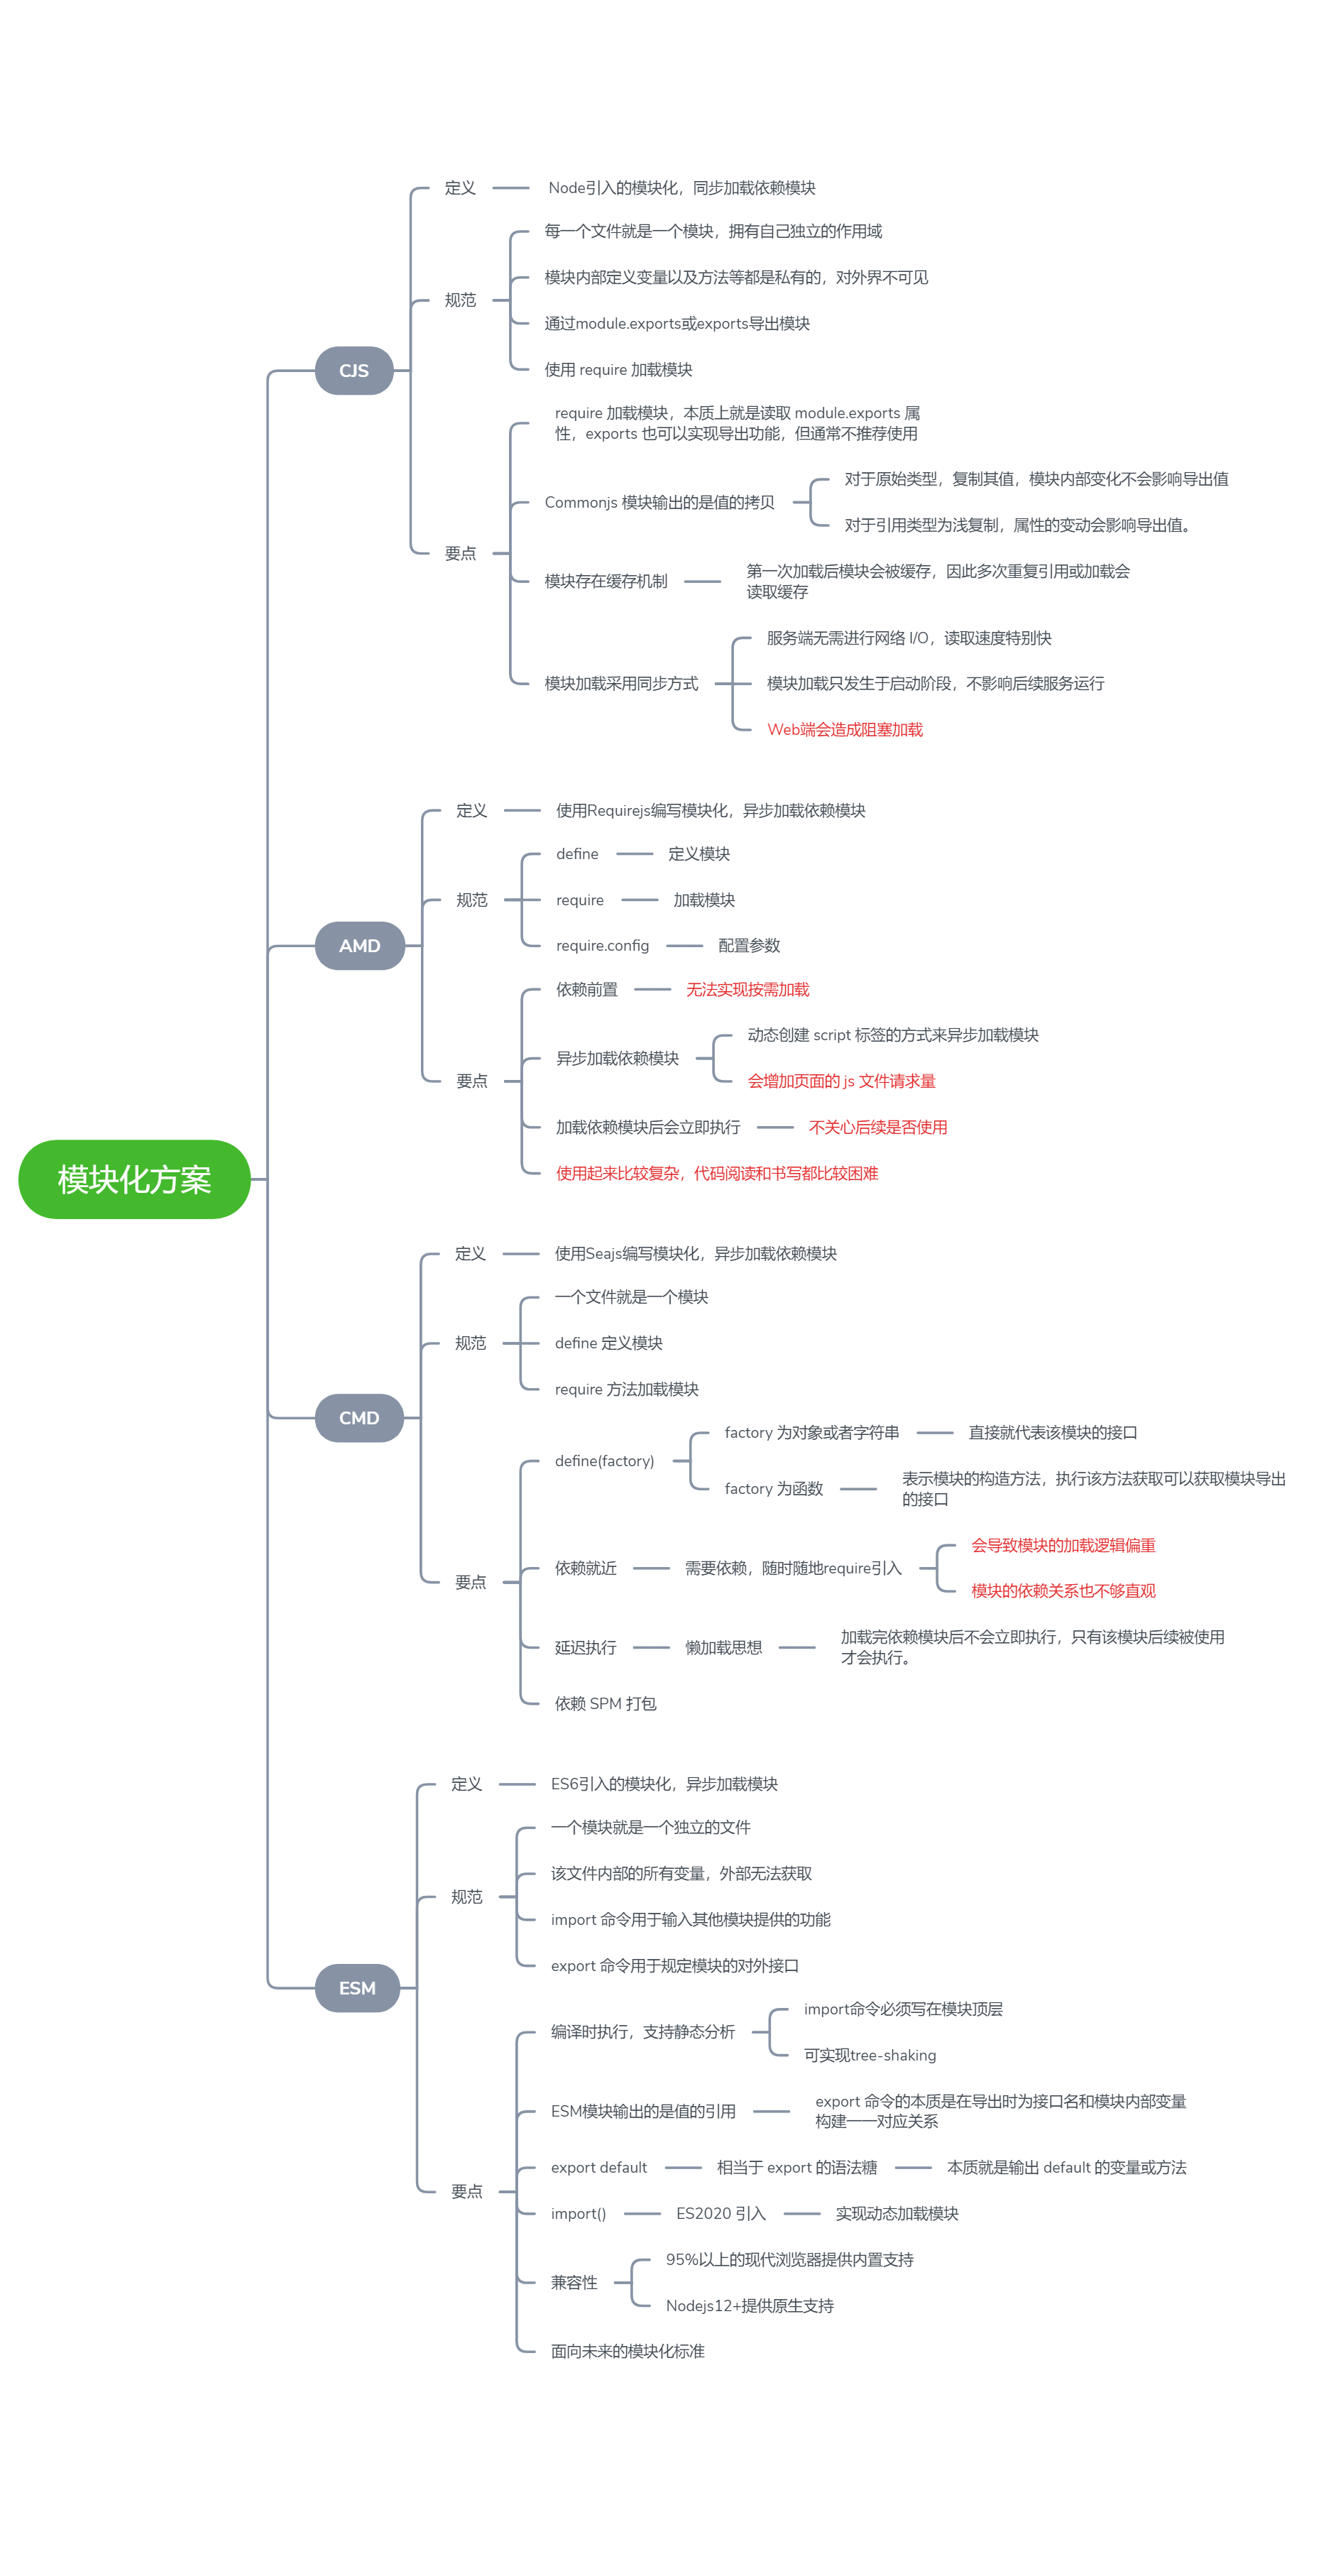 模块化方案
CJS
定义
Node引入的模块化，同步加载依赖模块
规范
每一个文件就是一个模块，拥有自己独立的作用域
模块内部定义变量以及方法等都是私有的，对外界不可见
通过module.exports或exports导出模块
使用 require 加载模块
要点
require 加载模块，本质上就是读取 module.exports 属
性，exports 也可以实现导出功能，但通常不推荐使用
Commonjs 模块输出的是值的拷贝
对于原始类型，复制其值，模块内部变化不会影响导出值
对于引用类型为浅复制，属性的变动会影响导出值。
模块存在缓存机制
第一次加载后模块会被缓存，因此多次重复引用或加载会
读取缓存
模块加载采用同步方式
服务端无需进行网络 I/O，读取速度特别快
模块加载只发生于启动阶段，不影响后续服务运行
Web端会造成阻塞加载
AMD
定义
使用Requirejs编写模块化，异步加载依赖模块
规范
define
定义模块
require
加载模块
require.config
配置参数
要点
依赖前置
无法实现按需加载
异步加载依赖模块
动态创建 script 标签的方式来异步加载模块
会增加页面的 js 文件请求量
加载依赖模块后会立即执行
不关心后续是否使用
使用起来比较复杂，代码阅读和书写都比较困难
CMD
定义
使用Seajs编写模块化，异步加载依赖模块
规范
一个文件就是一个模块
define 定义模块
require 方法加载模块
要点
define(factory)
factory 为对象或者字符串
直接就代表该模块的接口
factory 为函数
表示模块的构造方法，执行该方法获取可以获取模块导出
的接口
依赖就近
需要依赖，随时随地require引入
会导致模块的加载逻辑偏重
模块的依赖关系也不够直观
延迟执行
懒加载思想
加载完依赖模块后不会立即执行，只有该模块后续被使用
才会执行。
依赖 SPM 打包
ESM
定义
ES6引入的模块化，异步加载模块
规范
一个模块就是一个独立的文件
该文件内部的所有变量，外部无法获取
import 命令用于输入其他模块提供的功能
export 命令用于规定模块的对外接口
要点
编译时执行，支持静态分析
import命令必须写在模块顶层
可实现tree-shaking
ESM模块输出的是值的引用
export 命令的本质是在导出时为接口名和模块内部变量
构建一一对应关系
export default
相当于 export 的语法糖
本质就是输出 default 的变量或方法
import()
ES2020 引入
实现动态加载模块
兼容性
95%以上的现代浏览器提供内置支持
Nodejs12+提供原生支持
面向未来的模块化标准